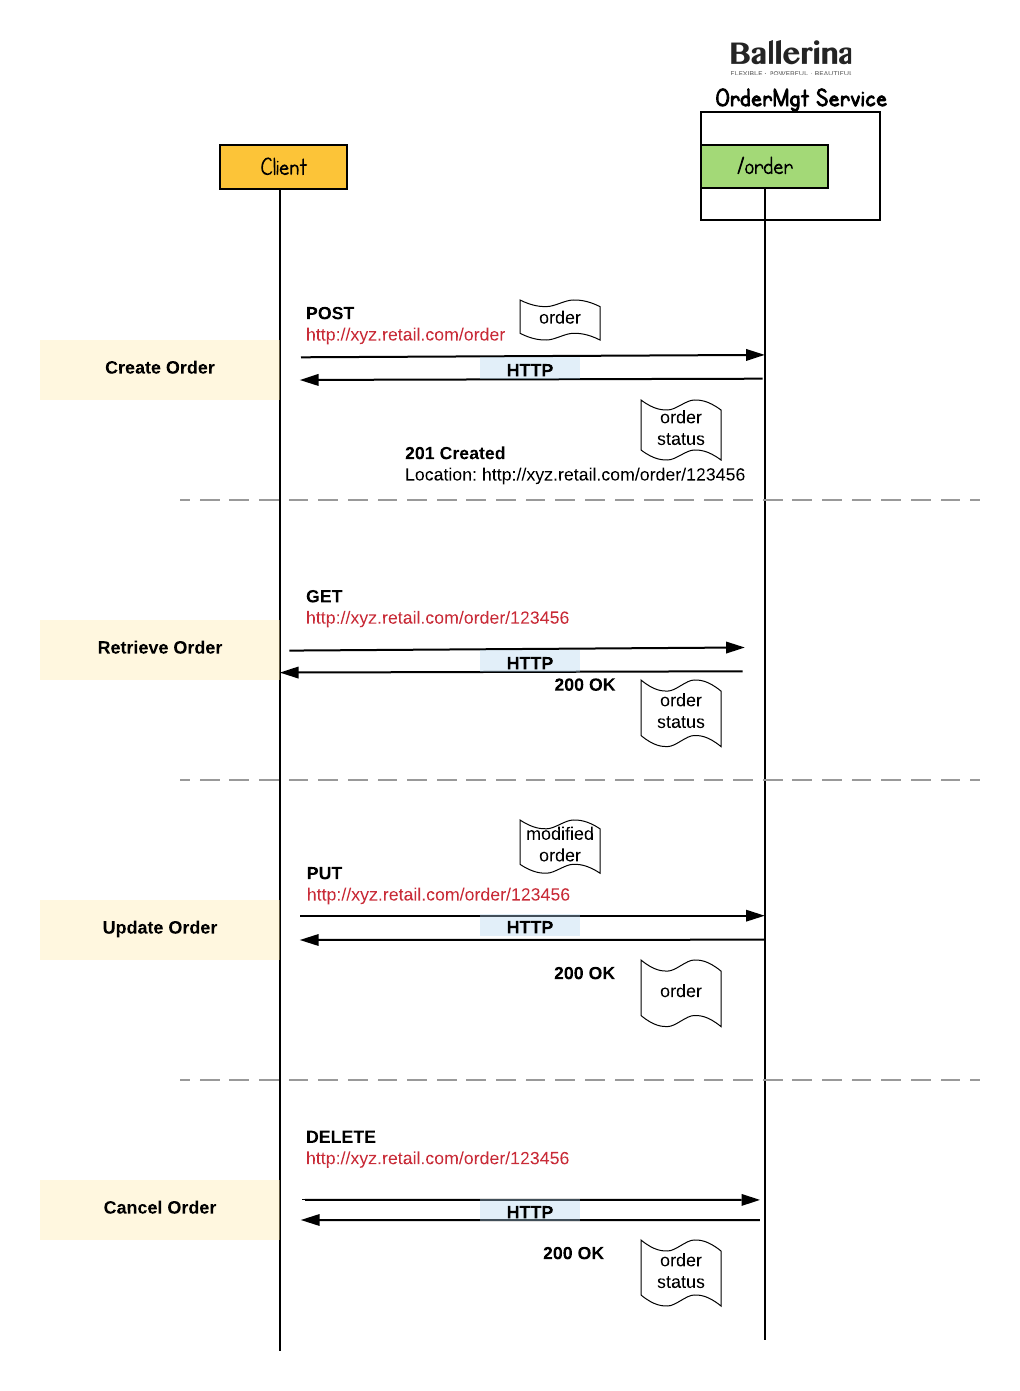 Ballerina
FLEXIBLE · POWERFUL · BEAUTIFUL
OrderMgt Service
Client
/order
POST
http://xyz.retail.com/order
order
Create Order
HTTP
order
status
201 Created
Location: http://xyz.retail.com/order/123456
GET
http://xyz.retail.com/order/123456
Retrieve Order
HTTP
200 OK
order
status
modified
order
PUT
http://xyz.retail.com/order/123456
Update Order
HTTP
200 OK
order
DELETE
http://xyz.retail.com/order/123456
Cancel Order
HTTP
200 OK
order
status